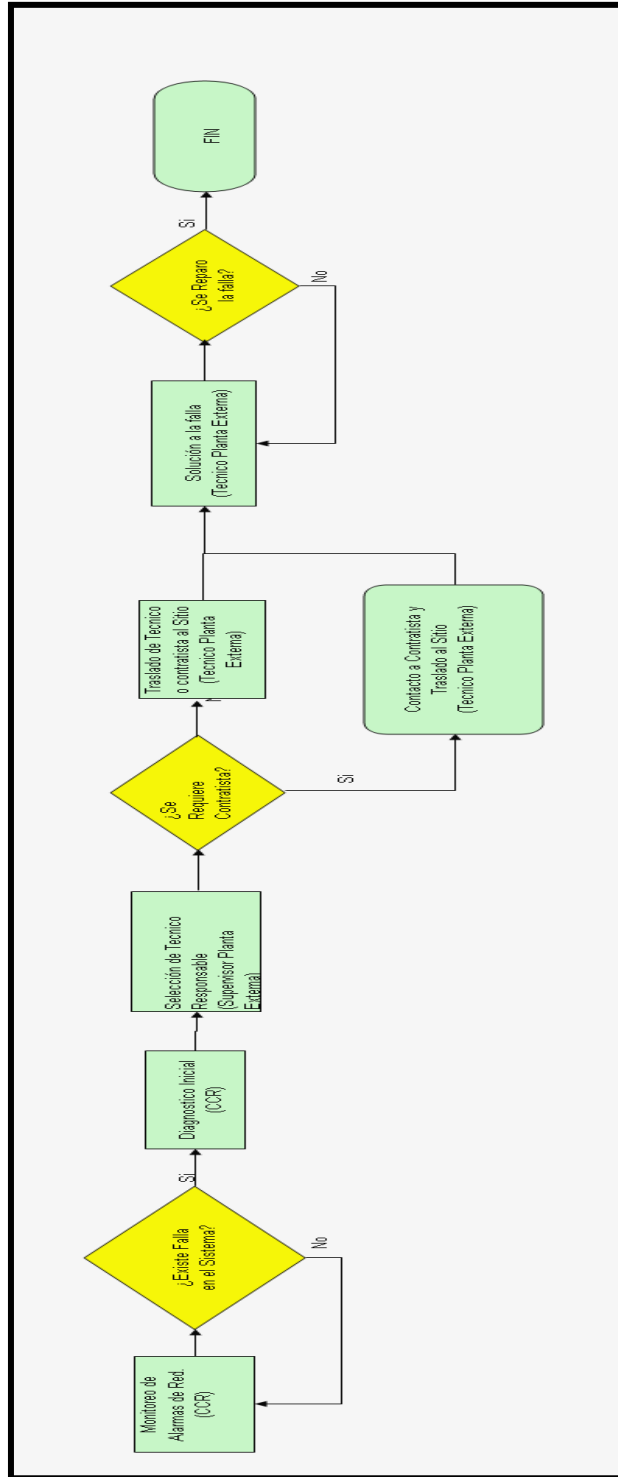 Monitoreo de
Alarmas de Red.
(CCR)
¿Existe Falla
en el Sistema?
No
Si
Diagnostico Inicial
(CCR)
Selección de Tecnico
Responsable
(Supervisor Planta
Externa)
¿Se
Requiere
Contratista?
Si
Traslado de Tecnico
o contratista al Sitio
(Tecnico Planta
Externa)
Contacto a Contratista y
Traslado al Sitio
(Tecnico Planta Externa)
Solución a la falla
(Tecnico Planta Externa)
¿Se Reparo
la falla?
No
Si
FIN